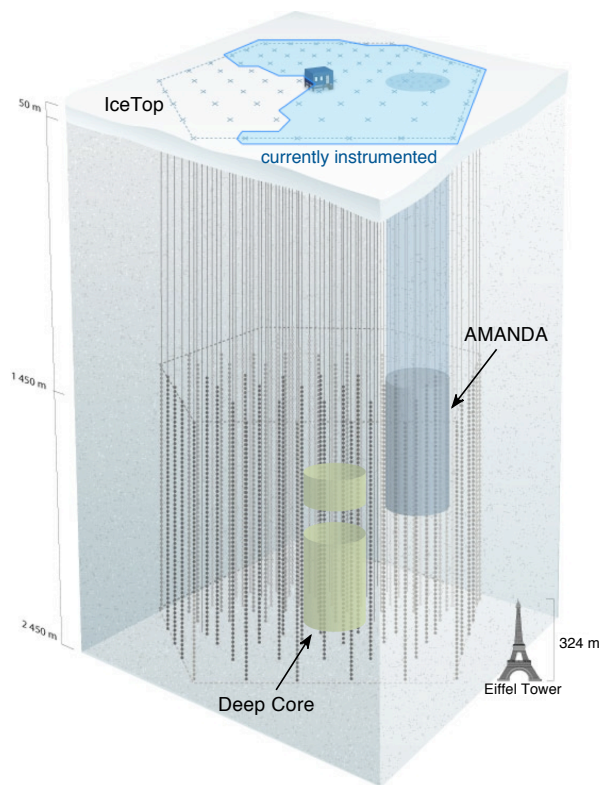 50 m
IceTop
currently instrumented
AMANDA
1 450 m
Deep Core
2 450 m
324 m
Eiffel Tower